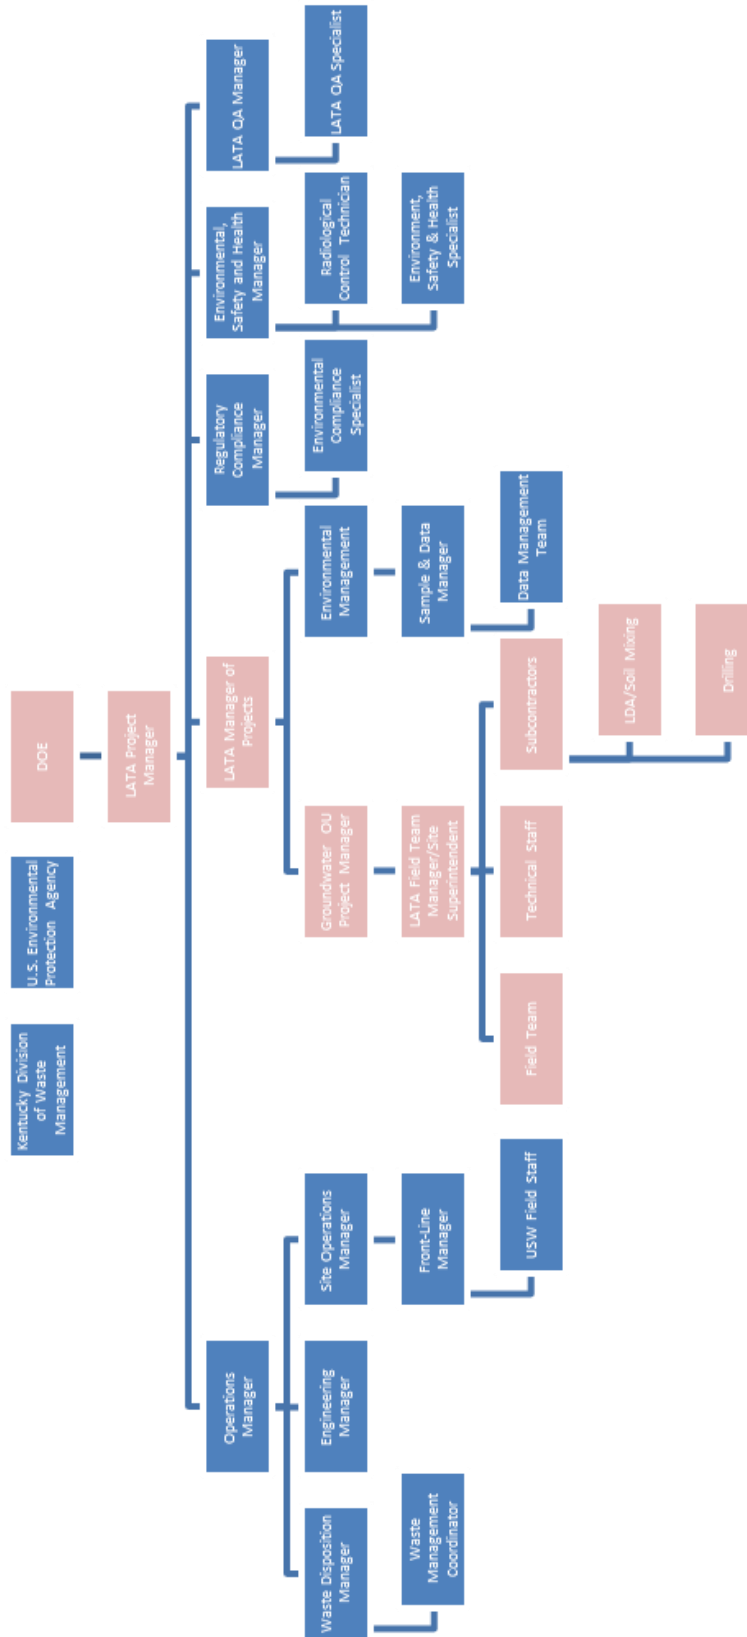 Kentucky Division
of Waste
Management
U.S. Environmental
Protection Agency
DOE
LATA Project
Manager
Operations
Manager
LATA Manager of
Projects
Regulatory
Compliance
Manager
Environmental,
Safety and Health
Manager
LATA QA Manager
Waste Disposition
Manager
Engineering
Manager
Site Operations
Manager
Groundwater OU
Project Manager
Environmental
Management
Environmental
Compliance
Specialist
Radiological
Control Technician
LATA QA Specialist
Waste
Management
Coordinator
Front-Line
Manager
LATA Field Team
Manager/Site
Superintendent
Sample & Data
Manager
Environment,
Safety & Health
Specialist
USW Field Staff
Field Team
Technical Staff
Subcontractors
Data Management
Team
LDA/Soil Mixing
Drilling